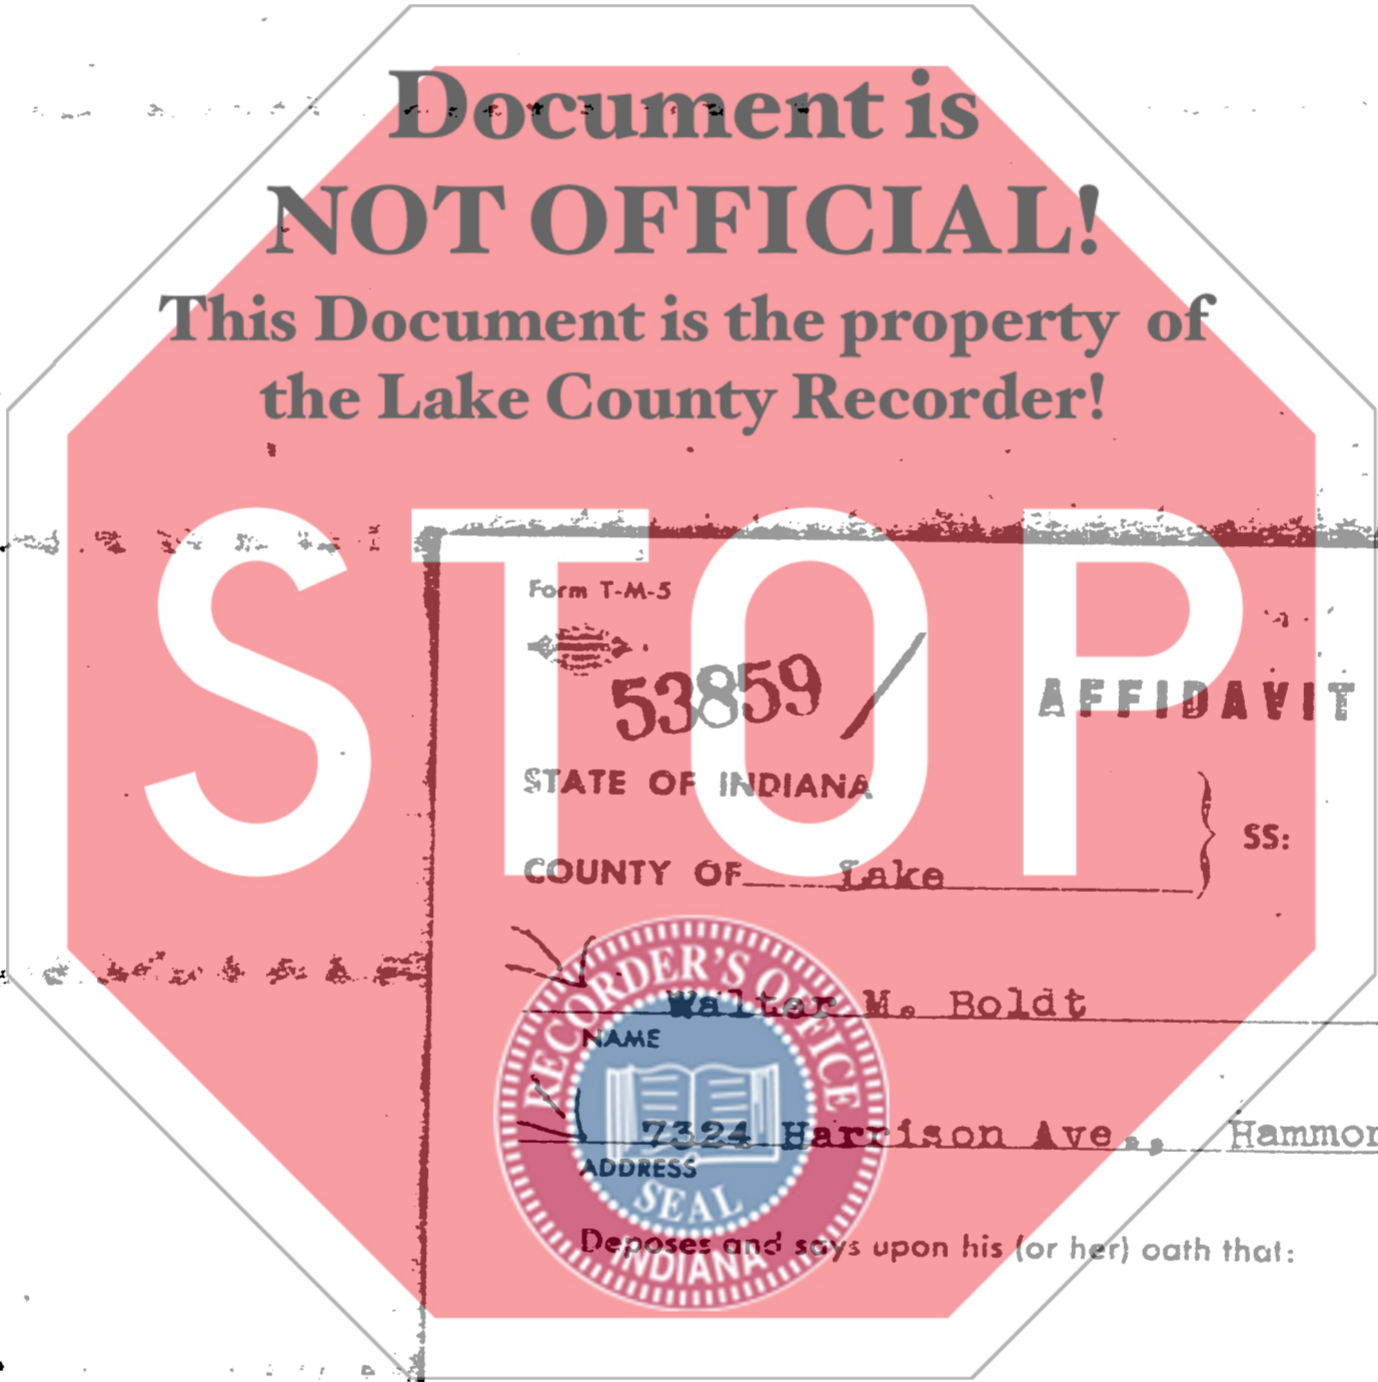 Document is
NOT OFFICIAL!
This Document is the property of
the Lake County Recorder!
STOP
Form T-M-5
53859
AFFIDAVIT
STATE OF INDIANA
SS:
COUNTY OF Lake
RECORDER'S OFFICE
Walter M. Boldt
NAME
7324 Harrison Ave., Hammon
ADDRESS
SEAL
Deposes and says upon his (or her) oath that:
INDIANA